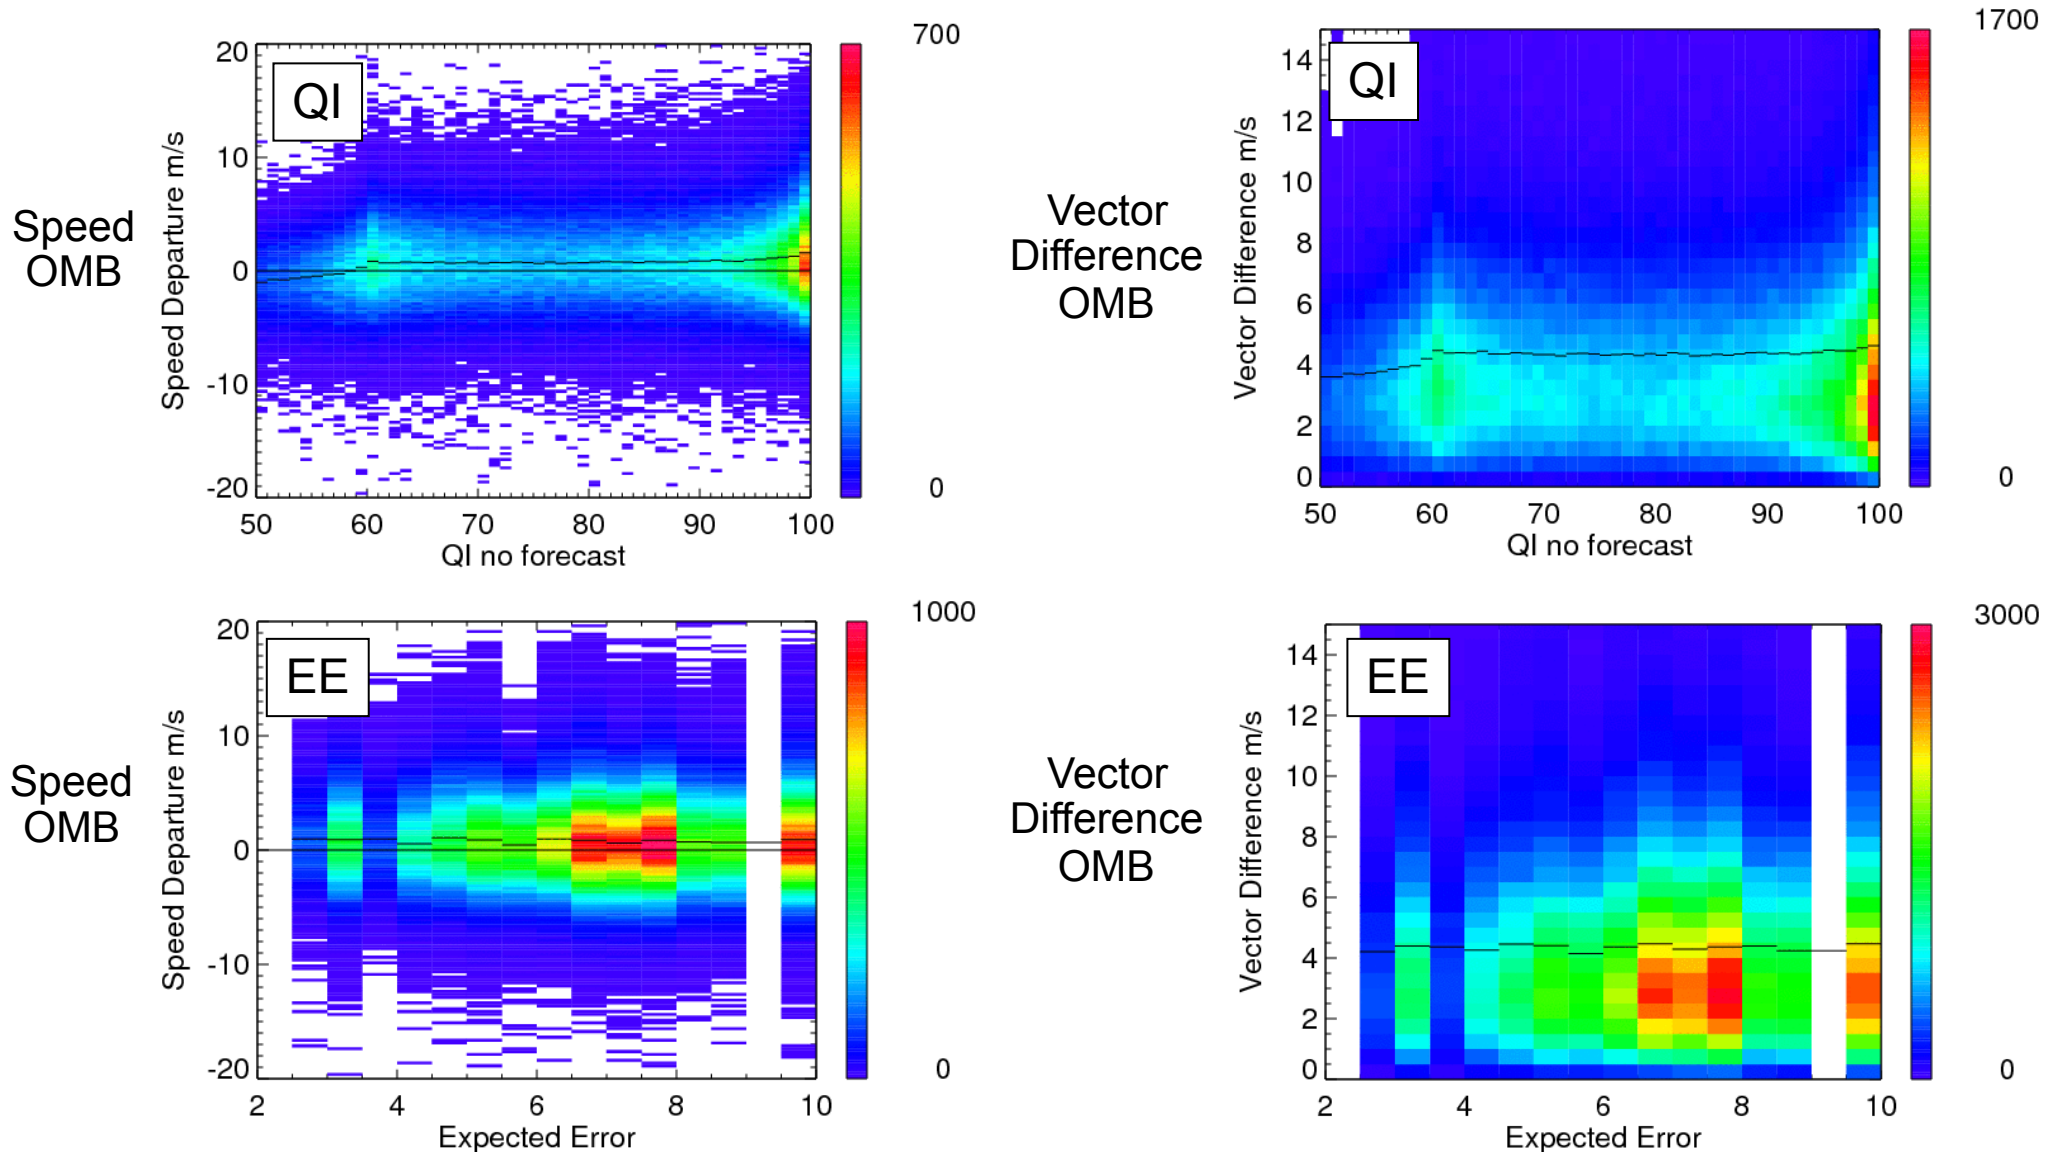 Speed
OMB
Speed Departure m/s
20
10
0
-10
-20
QI
50 60 70 80 90 100
QI no forecast
700
0
Vector
Difference
OMB
Vector Difference m/s
14
12
10
8
6
4
2
0
QI
50 60 70 80 90 100
QI no forecast
1700
0
Speed
OMB
Speed Departure m/s
20
10
0
-10
-20
EE
2 4 6 8 10
Expected Error
1000
0
Vector
Difference
OMB
Vector Difference m/s
14
12
10
8
6
4
2
0
EE
2 4 6 8 10
Expected Error
3000
0